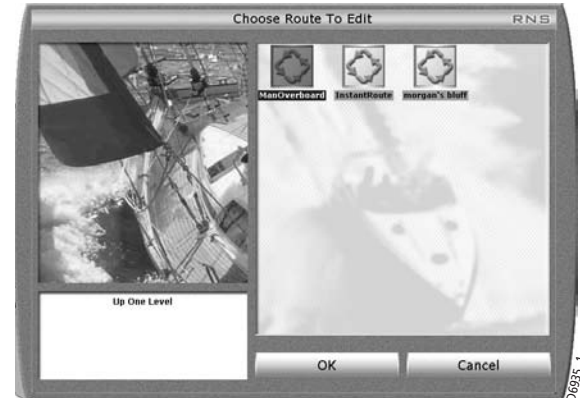 Choose Route To Edit
RNS
ManOverboard
InstantRoute
morgan's bluff
Up One Level
OK
Cancel
D6935_1